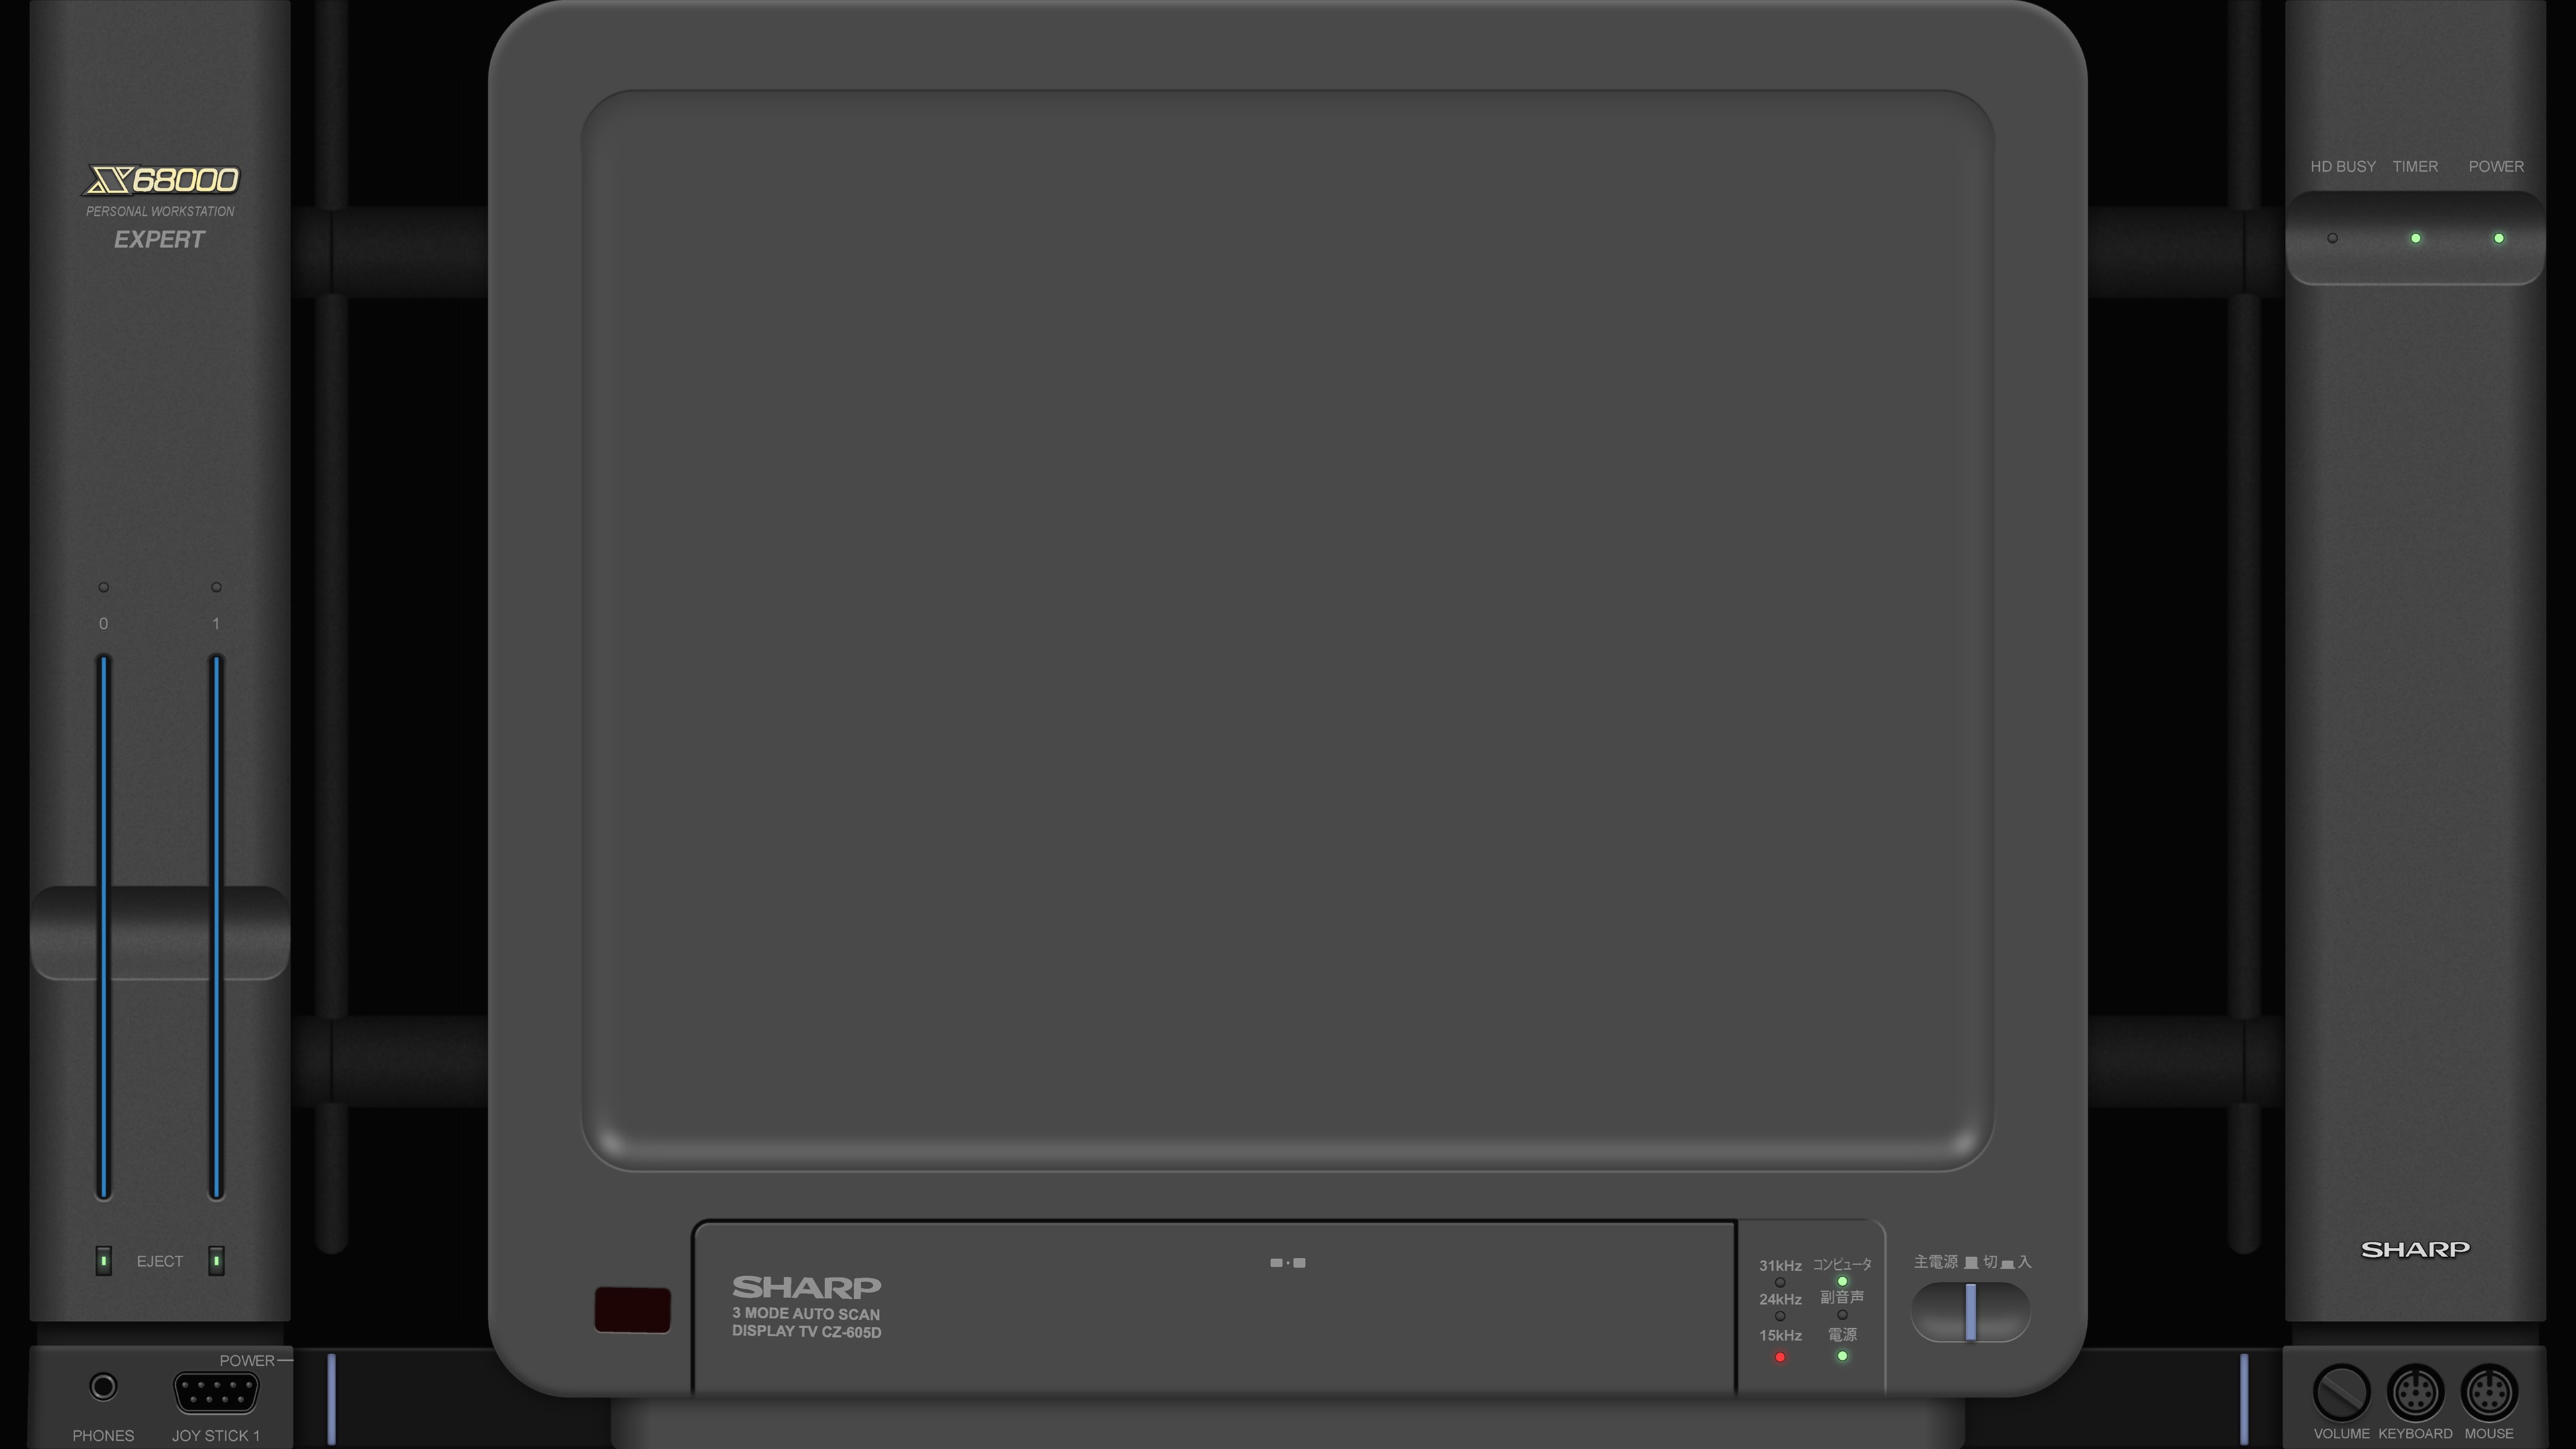 X68000
PERSONAL WORKSTATION
EXPERT
0 1
EJECT
POWER
PHONES JOY STICK 1
SHARP
3 MODE AUTO SCAN
DISPLAY TV CZ-605D
31kHz コンピュータ
24kHz 副音声
15kHz 電源
主電源 切 入
HD BUSY TIMER POWER
SHARP
VOLUME KEYBOARD MOUSE